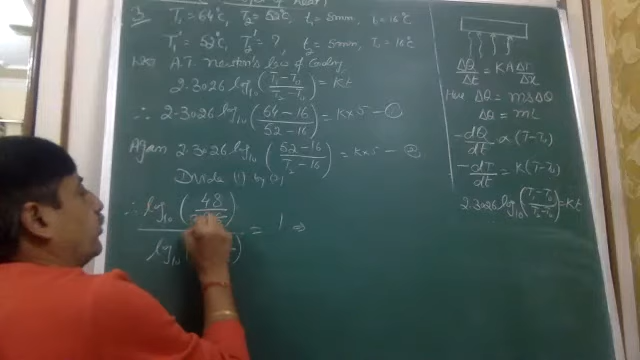 3. T₁ = 64°C, T₂ = 52°C, t₁ = 5min, T₀ = 16°C
T₁' = 52°C, T₂' = ?, t₂ = 5min, T₀ = 16°C
A.T. Newton's law of Cooling
2.3026 log₁₀ (T₁-T₀ / T₂-T₀) = Kt
∴ 2.3026 log₁₀ (64-16 / 52-16) = K×5 — ①
Again 2.3026 log₁₀ (52-16 / T₂-16) = K×5 — ②
Divide (1) by (2)
∴ log₁₀ (48 /
log₁₀ ( ) = 1 ⇒
ΔQ/Δt = KA ΔT/Δx
ΔQ = mSΔθ
ΔQ = mL
-dQ/dt ∝ (T-T₀)
-dT/dt = K(T-T₀)
2.3026 log₁₀ (T₁-T₀ / T₂-T₀) = Kt